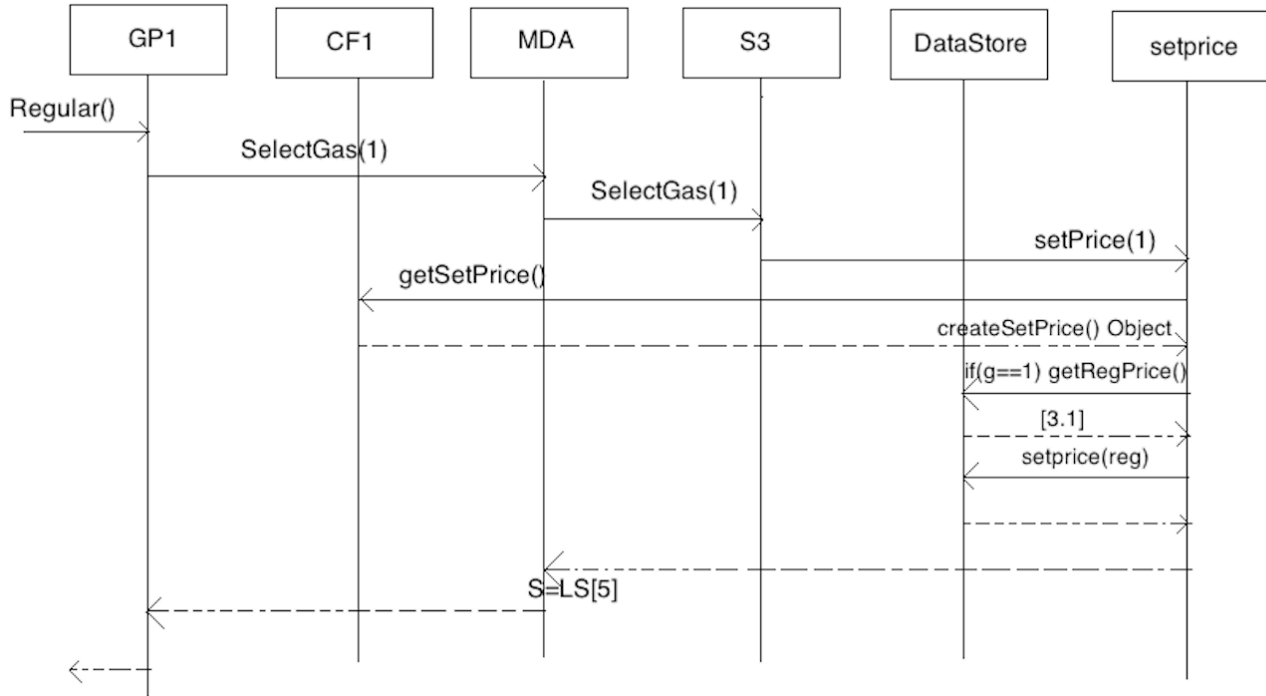 GP1
CF1
MDA
S3
DataStore
setprice
Regular()
SelectGas(1)
SelectGas(1)
setPrice(1)
getSetPrice()
createSetPrice() Object
if(g==1) getRegPrice()
[3.1]
setprice(reg)
S=LS[5]